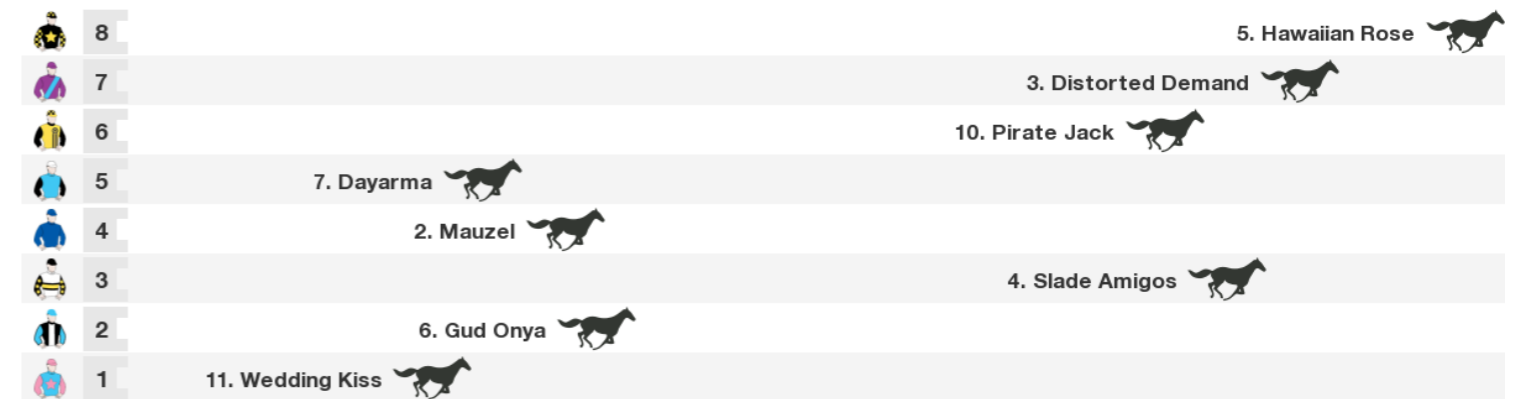 8 5. Hawaiian Rose
7 3. Distorted Demand
6 10. Pirate Jack
5 7. Dayarma
4 2. Mauzel
3 4. Slade Amigos
2 6. Gud Onya
1 11. Wedding Kiss